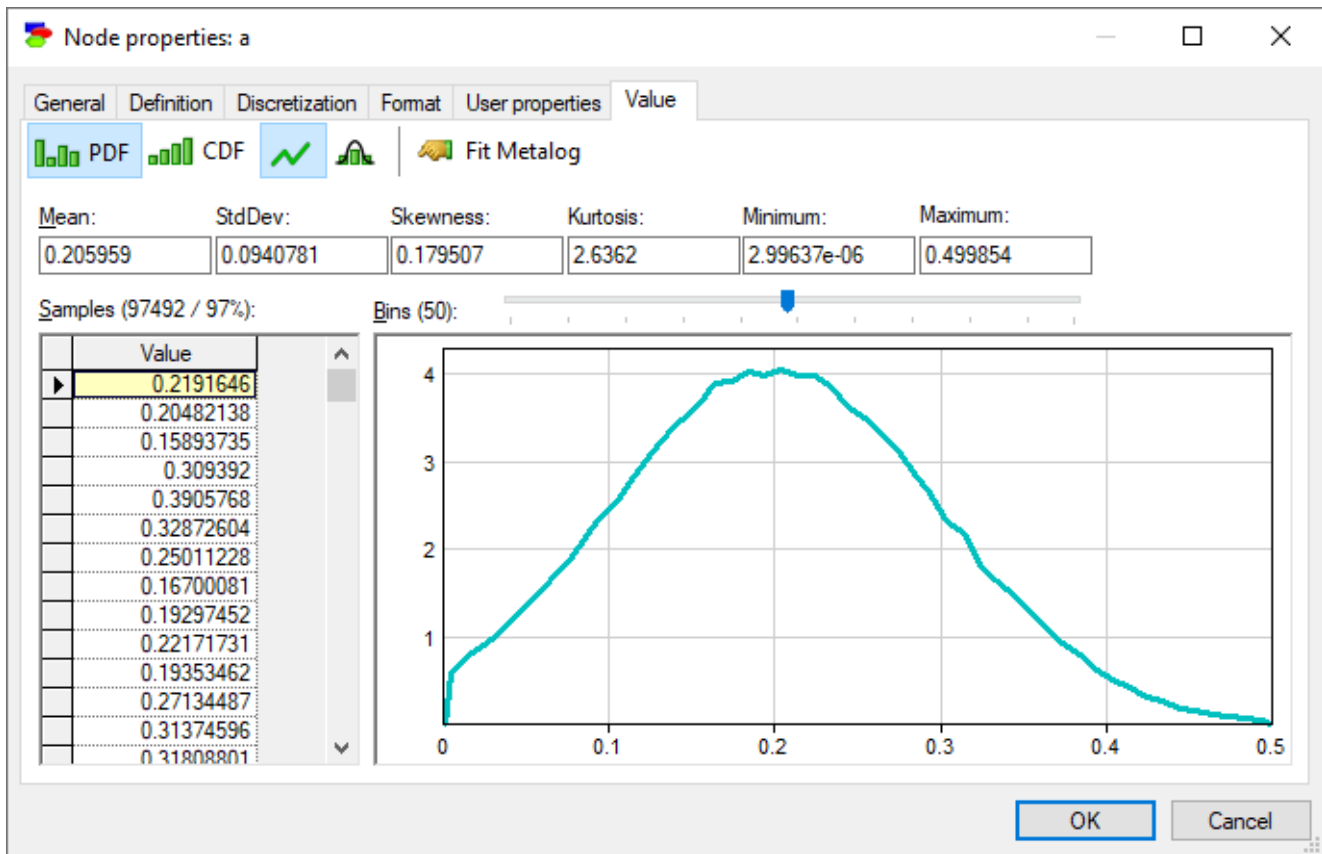 Node properties: a
General Definition Discretization Format User properties Value
PDF CDF Fit Metalog
Mean: StdDev: Skewness: Kurtosis: Minimum: Maximum:
0.205959 0.0940781 0.179507 2.6362 2.99637e-06 0.499854
Samples (97492 / 97%): Bins (50):
Value
0.2191646
0.20482138
0.15893735
0.309392
0.3905768
0.32872604
0.25011228
0.16700081
0.19297452
0.22171731
0.19353462
0.27134487
0.31374596
0.31808801
4
3
2
1
0 0.1 0.2 0.3 0.4 0.5
OK Cancel